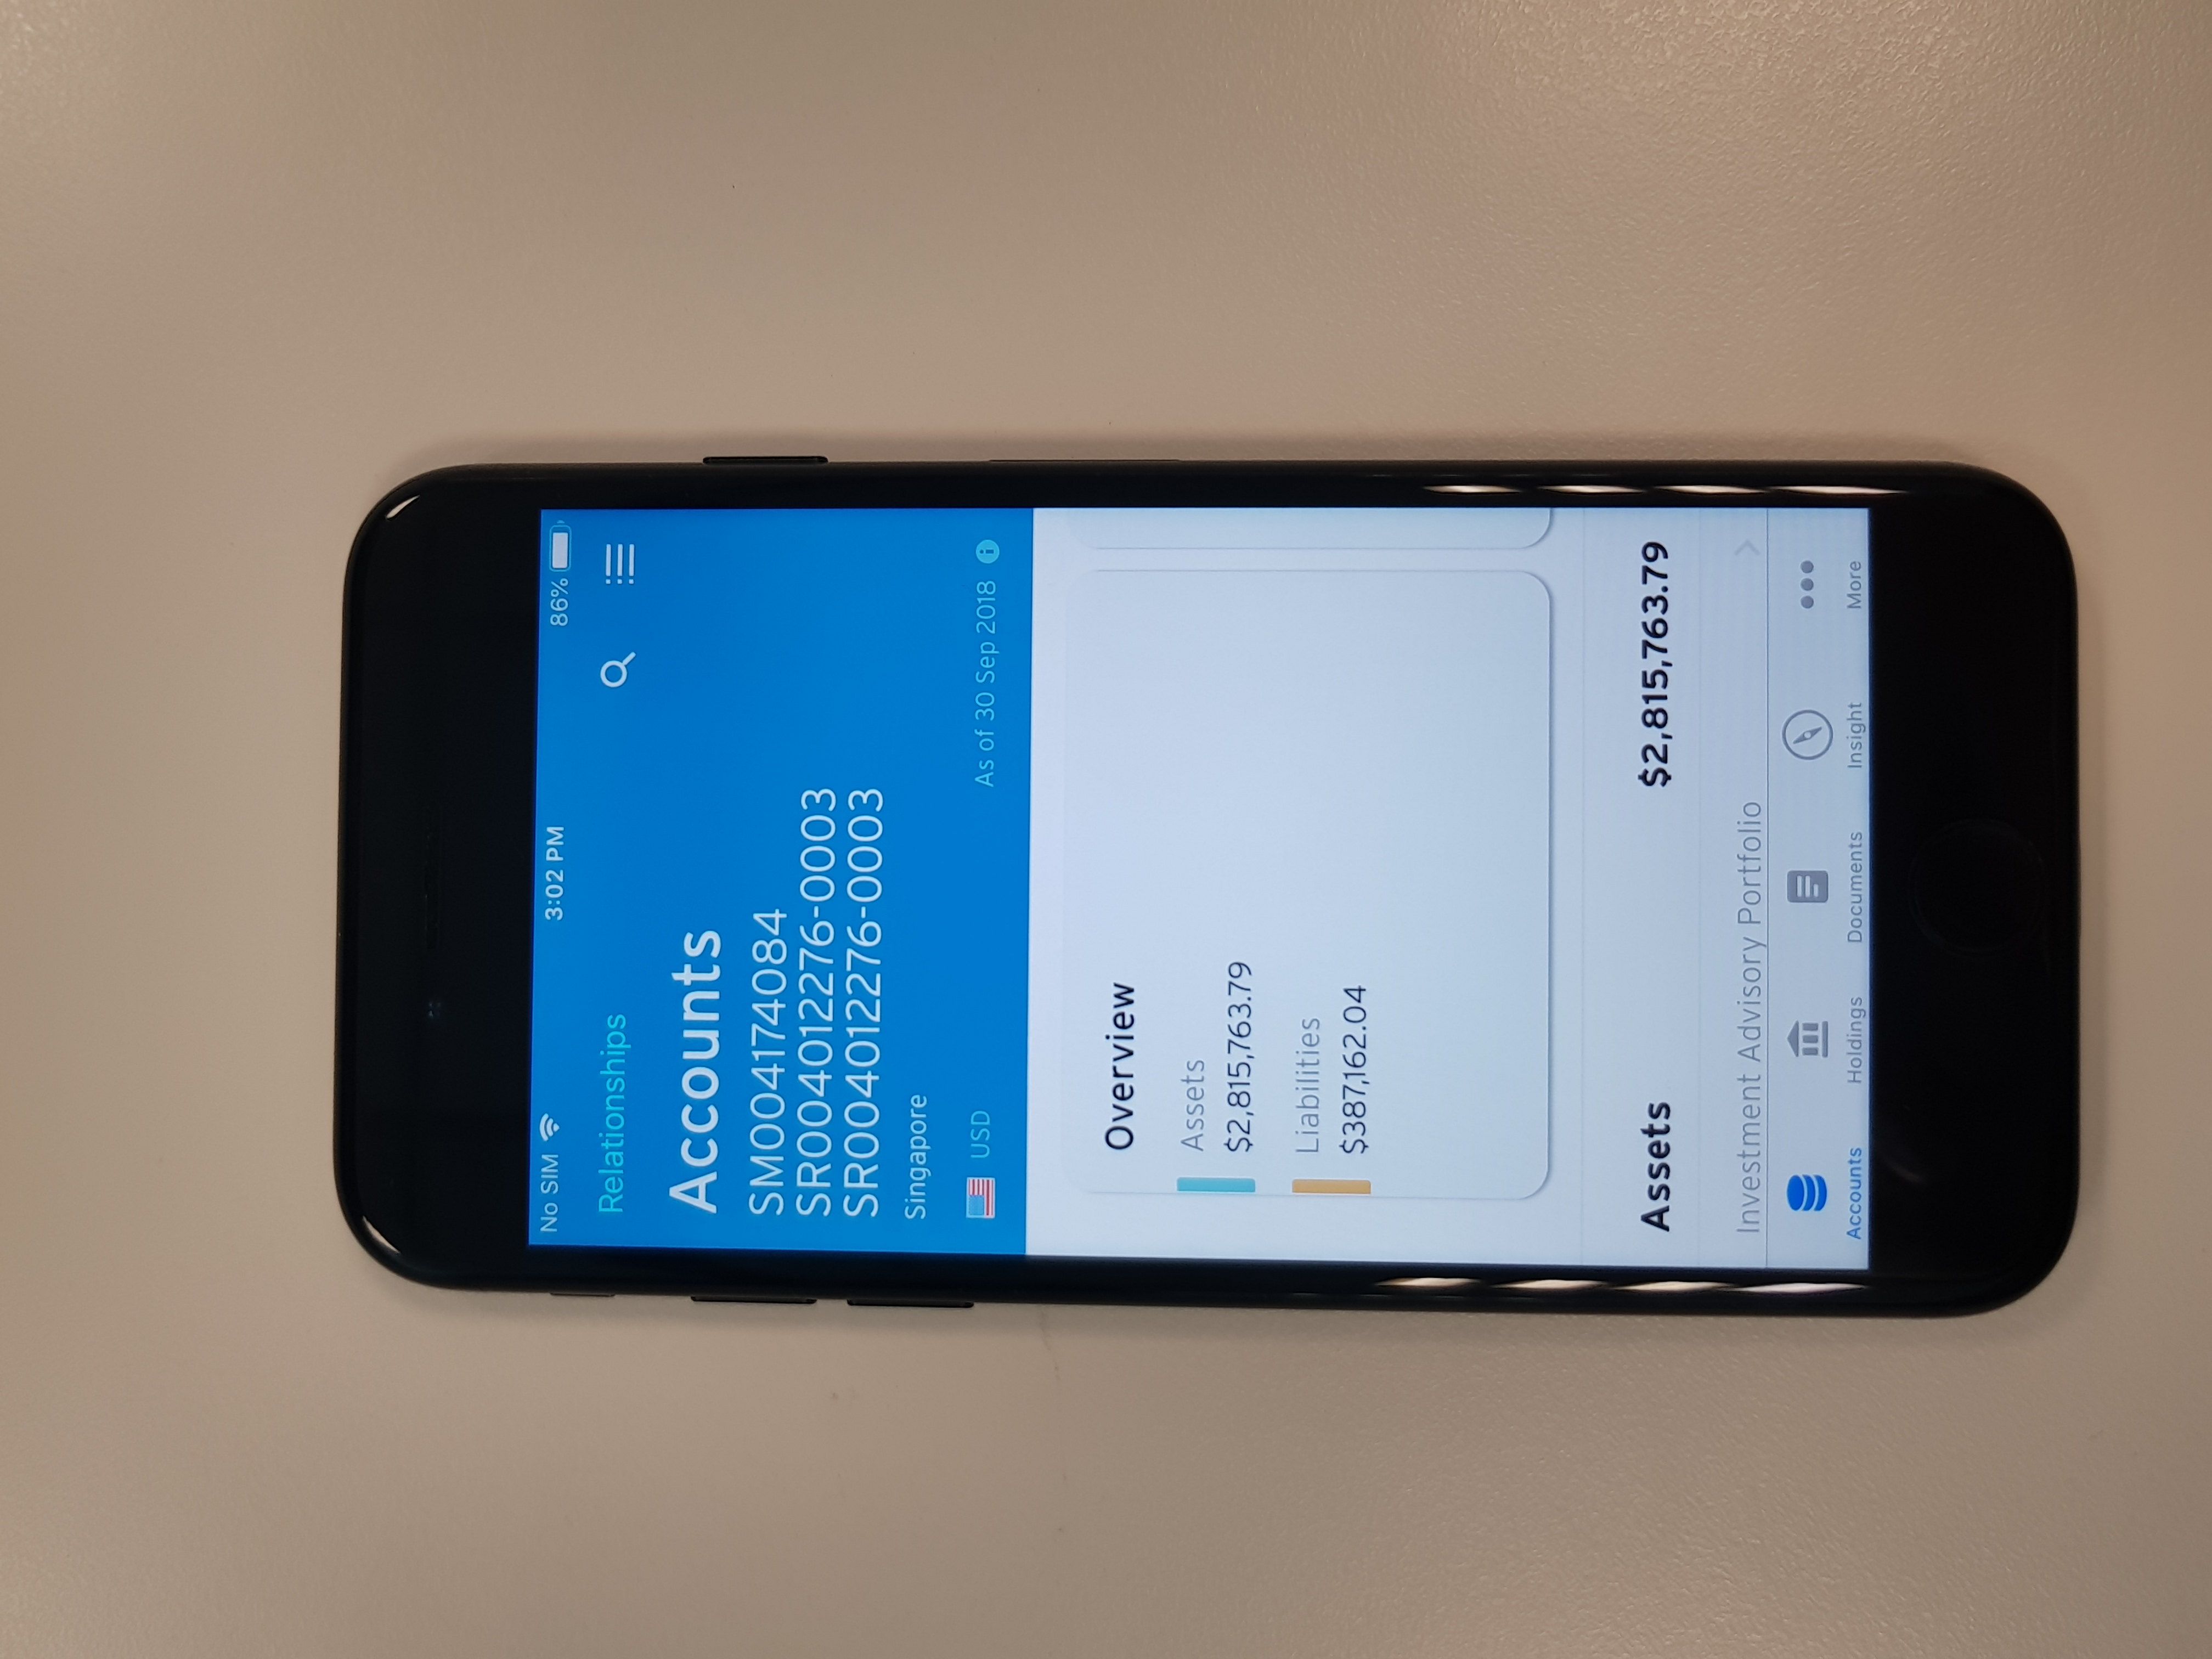 No SIM 3:02 PM 86%
Relationships
Accounts
SM004174084
SR004012276-0003
SR004012276-0003
Singapore
USD As of 30 Sep 2018
Overview
Assets
$2,815,763.79
Liabilities
$387,162.04
Assets $2,815,763.79
Investment Advisory Portfolio
Accounts Holdings Documents Insight More